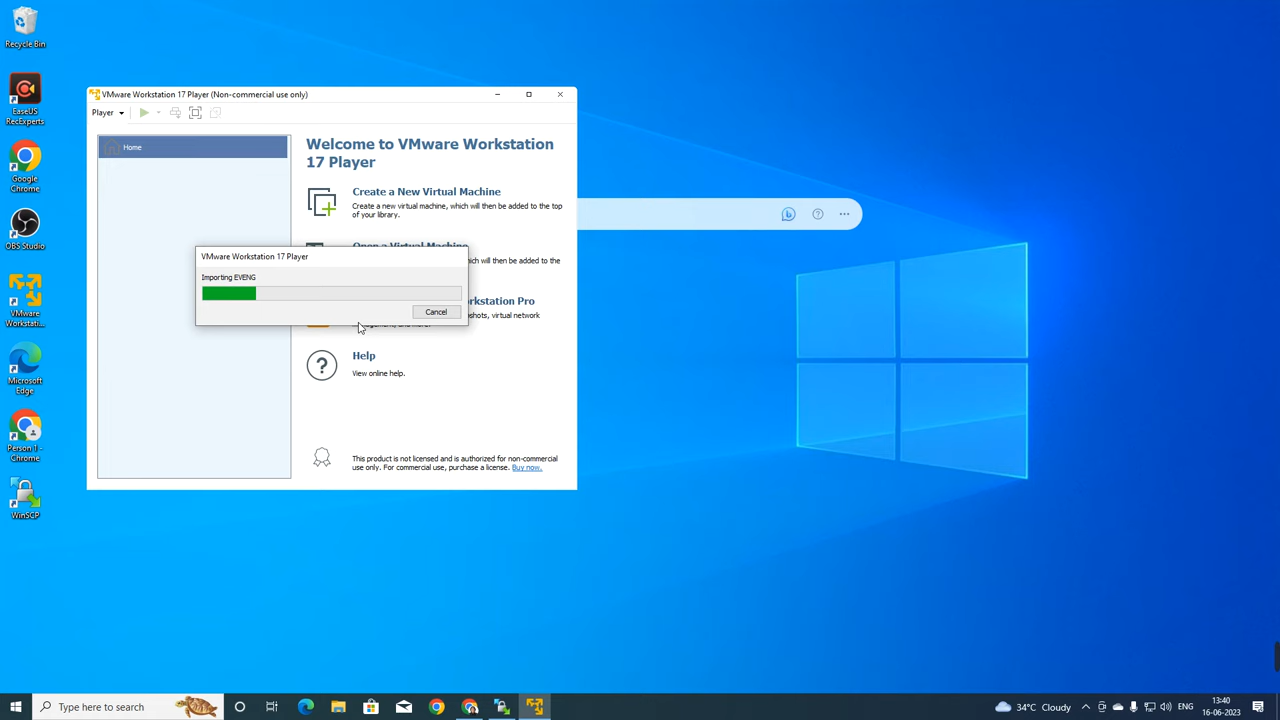 Recycle Bin
EaseUS
RecExperts
Google
Chrome
OBS Studio
VMware
Workstati...
Microsoft
Edge
Person 1 -
Chrome
WinSCP
VMware Workstation 17 Player (Non-commercial use only)
Player
Home
Welcome to VMware Workstation
17 Player
Create a New Virtual Machine
Create a new virtual machine, which will then be added to the top
of your library.
Open a Virtual Machine
which will then be added to the
VMware Workstation 17 Player
Importing EVENG
Cancel
kstation Pro
shots, virtual network
Help
View online help.
This product is not licensed and is authorized for non-commercial
use only. For commercial use, purchase a license. Buy now.
Type here to search
34°C Cloudy
ENG
13:40
16-06-2023